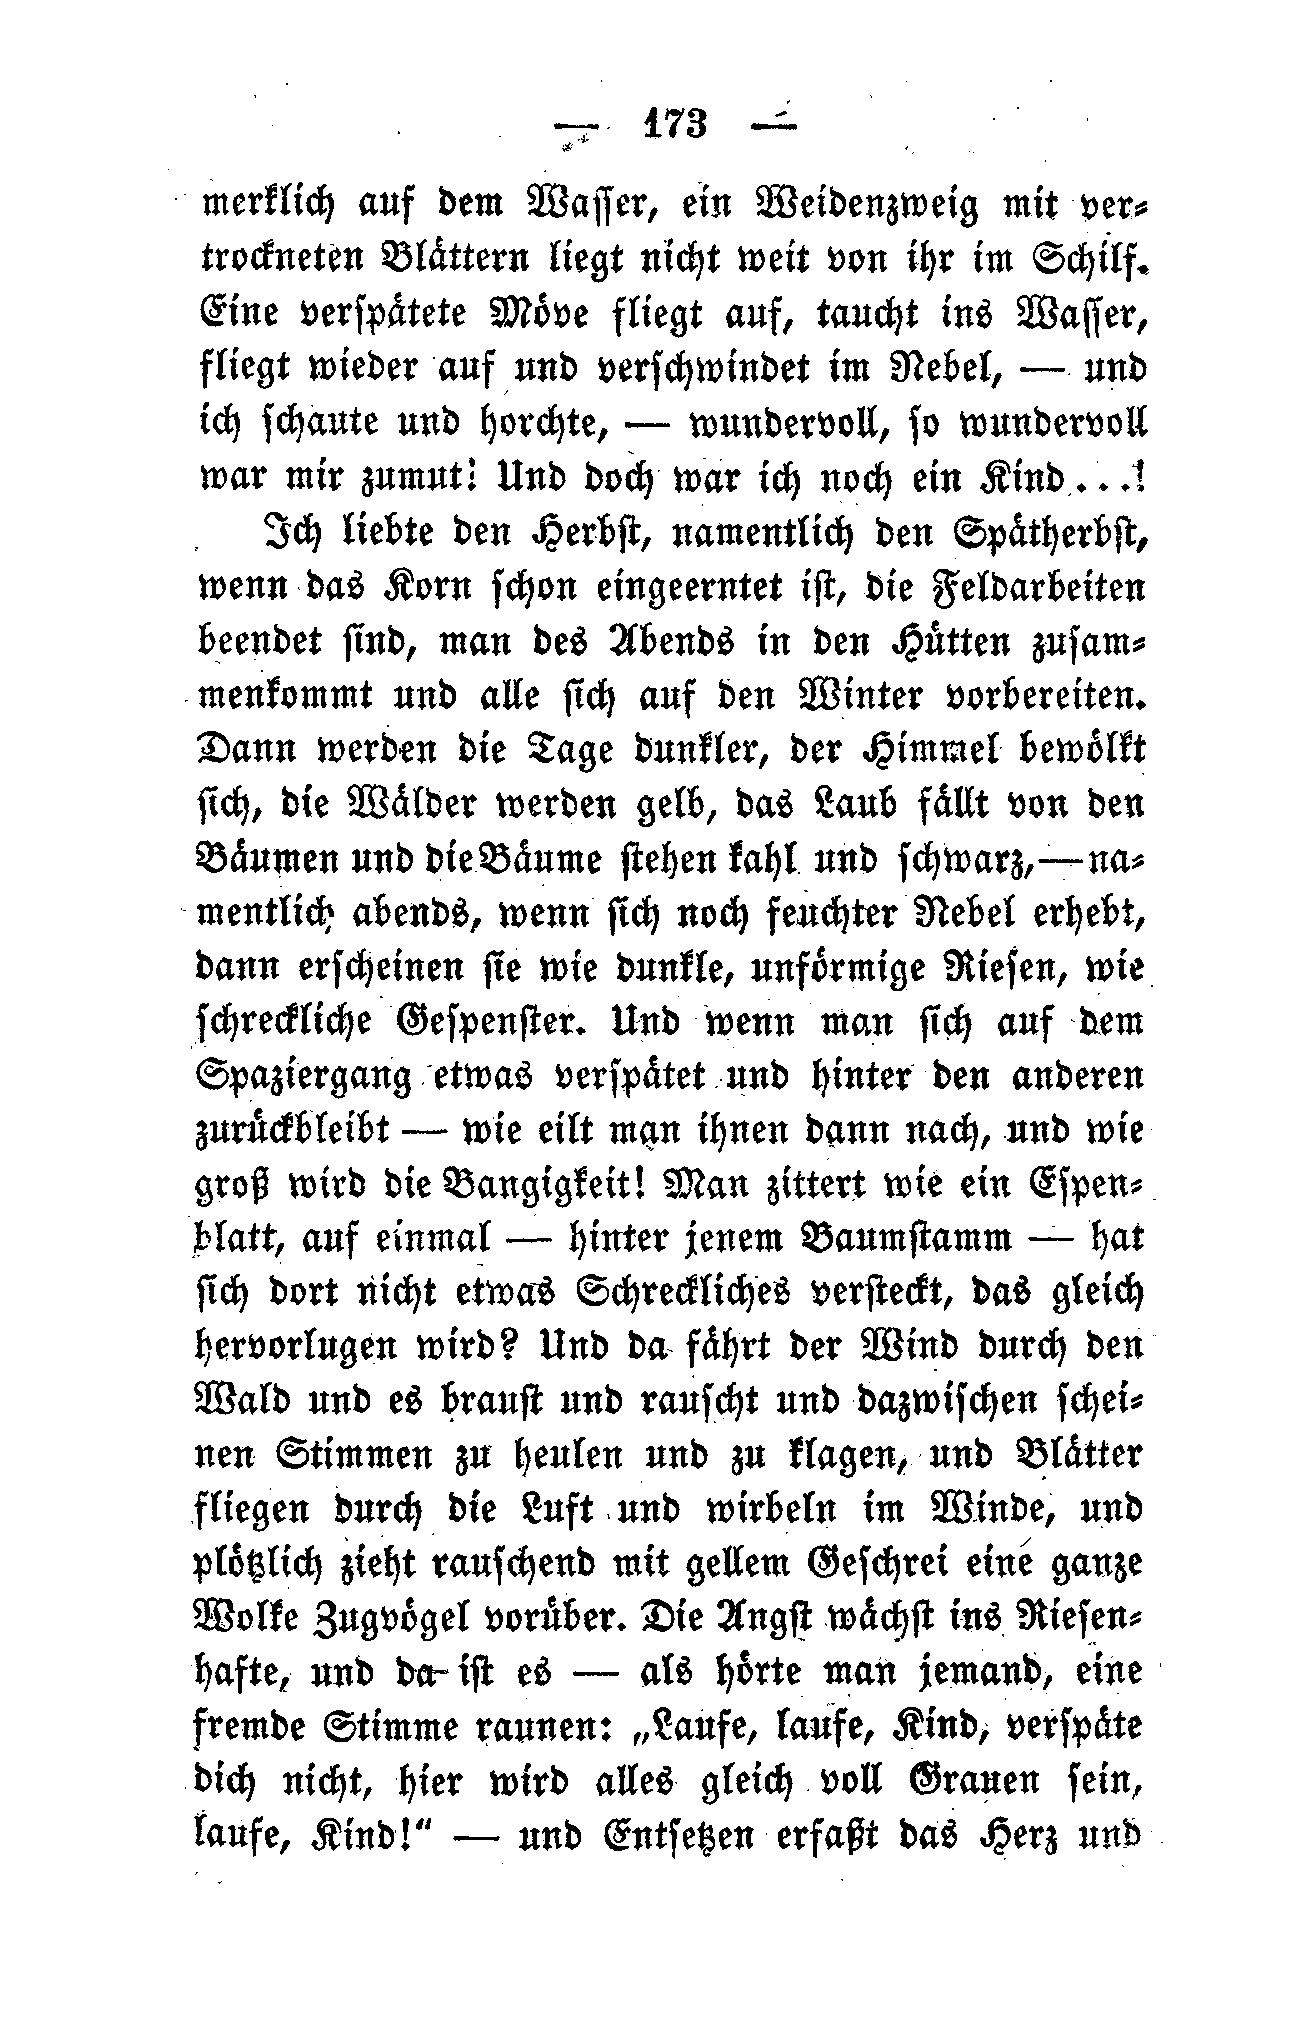 — 173 —
merklich auf dem Wasser, ein Weidenzweig mit ver-
trockneten Blättern liegt nicht weit von ihr im Schilf.
Eine verspätete Möve fliegt auf, taucht ins Wasser,
fliegt wieder auf und verschwindet im Nebel, — und
ich schaute und horchte, — wundervoll, so wundervoll
war mir zumut! Und doch war ich noch ein Kind...!
Ich liebte den Herbst, namentlich den Spätherbst,
wenn das Korn schon eingeerntet ist, die Feldarbeiten
beendet sind, man des Abends in den Hütten zusam-
menkommt und alle sich auf den Winter vorbereiten.
Dann werden die Tage dunkler, der Himmel bewölkt
sich, die Wälder werden gelb, das Laub fällt von den
Bäumen und die Bäume stehen kahl und schwarz, — na-
mentlich abends, wenn sich noch feuchter Nebel erhebt,
dann erscheinen sie wie dunkle, unförmige Riesen, wie
schreckliche Gespenster. Und wenn man sich auf dem
Spaziergang etwas verspätet und hinter den anderen
zurückbleibt — wie eilt man ihnen dann nach, und wie
groß wird die Bangigkeit! Man zittert wie ein Espen-
blatt, auf einmal — hinter jenem Baumstamm — hat
sich dort nicht etwas Schreckliches versteckt, das gleich
hervorlugen wird? Und da fährt der Wind durch den
Wald und es braust und rauscht und dazwischen schei-
nen Stimmen zu heulen und zu klagen, und Blätter
fliegen durch die Luft und wirbeln im Winde, und
plötzlich zieht rauschend mit gellem Geschrei eine ganze
Wolke Zugvögel vorüber. Die Angst wächst ins Riesen-
hafte, und da ist es — als hörte man jemand, eine
fremde Stimme raunen: „Laufe, laufe, Kind, verspäte
dich nicht, hier wird alles gleich voll Grauen sein,
laufe, Kind!“ — und Entsetzen erfaßt das Herz und